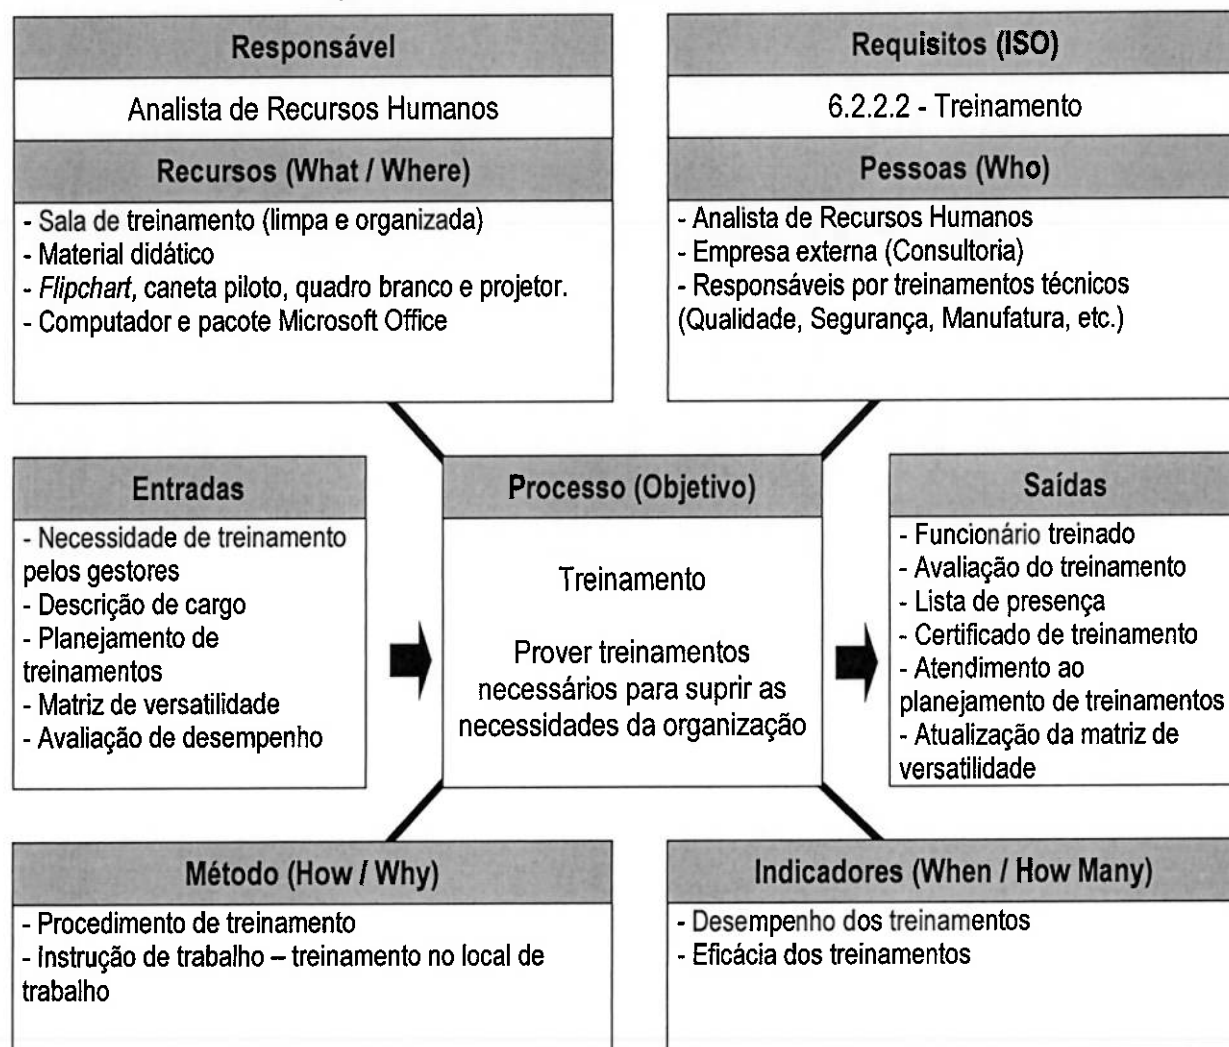 Responsável
Analista de Recursos Humanos
Recursos (What / Where)
- Sala de treinamento (limpa e organizada)
- Material didático
- Flipchart, caneta piloto, quadro branco e projetor.
- Computador e pacote Microsoft Office
Requisitos (ISO)
6.2.2.2 - Treinamento
Pessoas (Who)
- Analista de Recursos Humanos
- Empresa externa (Consultoria)
- Responsáveis por treinamentos técnicos
(Qualidade, Segurança, Manufatura, etc.)
Entradas
- Necessidade de treinamento
pelos gestores
- Descrição de cargo
- Planejamento de
treinamentos
- Matriz de versatilidade
- Avaliação de desempenho
Processo (Objetivo)
Treinamento
Prover treinamentos
necessários para suprir as
necessidades da organização
Saídas
- Funcionário treinado
- Avaliação do treinamento
- Lista de presença
- Certificado de treinamento
- Atendimento ao
planejamento de treinamentos
- Atualização da matriz de
versatilidade
Método (How / Why)
- Procedimento de treinamento
- Instrução de trabalho – treinamento no local de
trabalho
Indicadores (When / How Many)
- Desempenho dos treinamentos
- Eficácia dos treinamentos